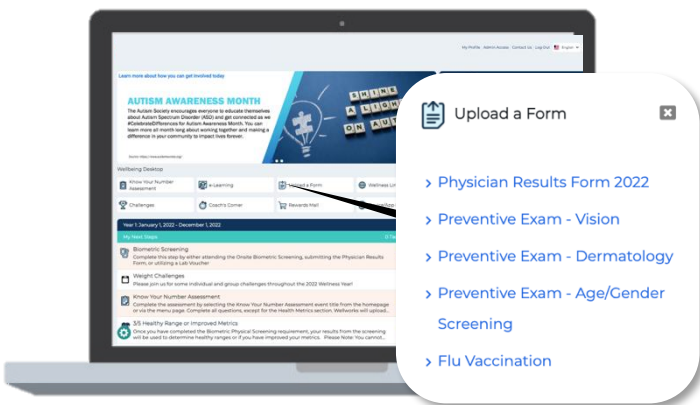 My Profile Admin Access Contact Us Log Out English
Learn more about how you can get involved today
AUTISM AWARENESS MONTH
The Autism Society encourages everyone to educate themselves
about Autism Spectrum Disorder (ASD) and get connected as we
#CelebrateDifferences for Autism Awareness Month. You can
learn more all month long about working together and making a
difference in your community to impact lives forever.
SHINE
A LIGHT
ON AUT
Wellbeing Desktop
Know Your Number
Assessment
e-Learning
Upload a Form
Wellness
Challenges
Coach's Corner
Rewards Mall
Year 1: January 1, 2022 - December 1, 2022
My Next Steps
Biometric Screening
Complete this step by either attending the Onsite Biometric Screening, submitting the Physician Results
Form, or utilizing a Lab Voucher
Weight Challenges
Please join us for some individual and group challenges throughout the 2022 Wellness Year!
Know Your Number Assessment
Complete the assessment by selecting the Know Your Number Assessment event title from the homepage
or via the menu page. Complete all questions, except for the Health Metrics section. Wellworks will upload...
3/5 Healthy Range or Improved Metrics
Once you have completed the Biometric Physical Screening requirement, your results from the screening
will be used to determine healthy ranges or if you have improved your metrics. Please Note: You cannot...
Upload a Form
> Physician Results Form 2022
> Preventive Exam - Vision
> Preventive Exam - Dermatology
> Preventive Exam - Age/Gender
Screening
> Flu Vaccination